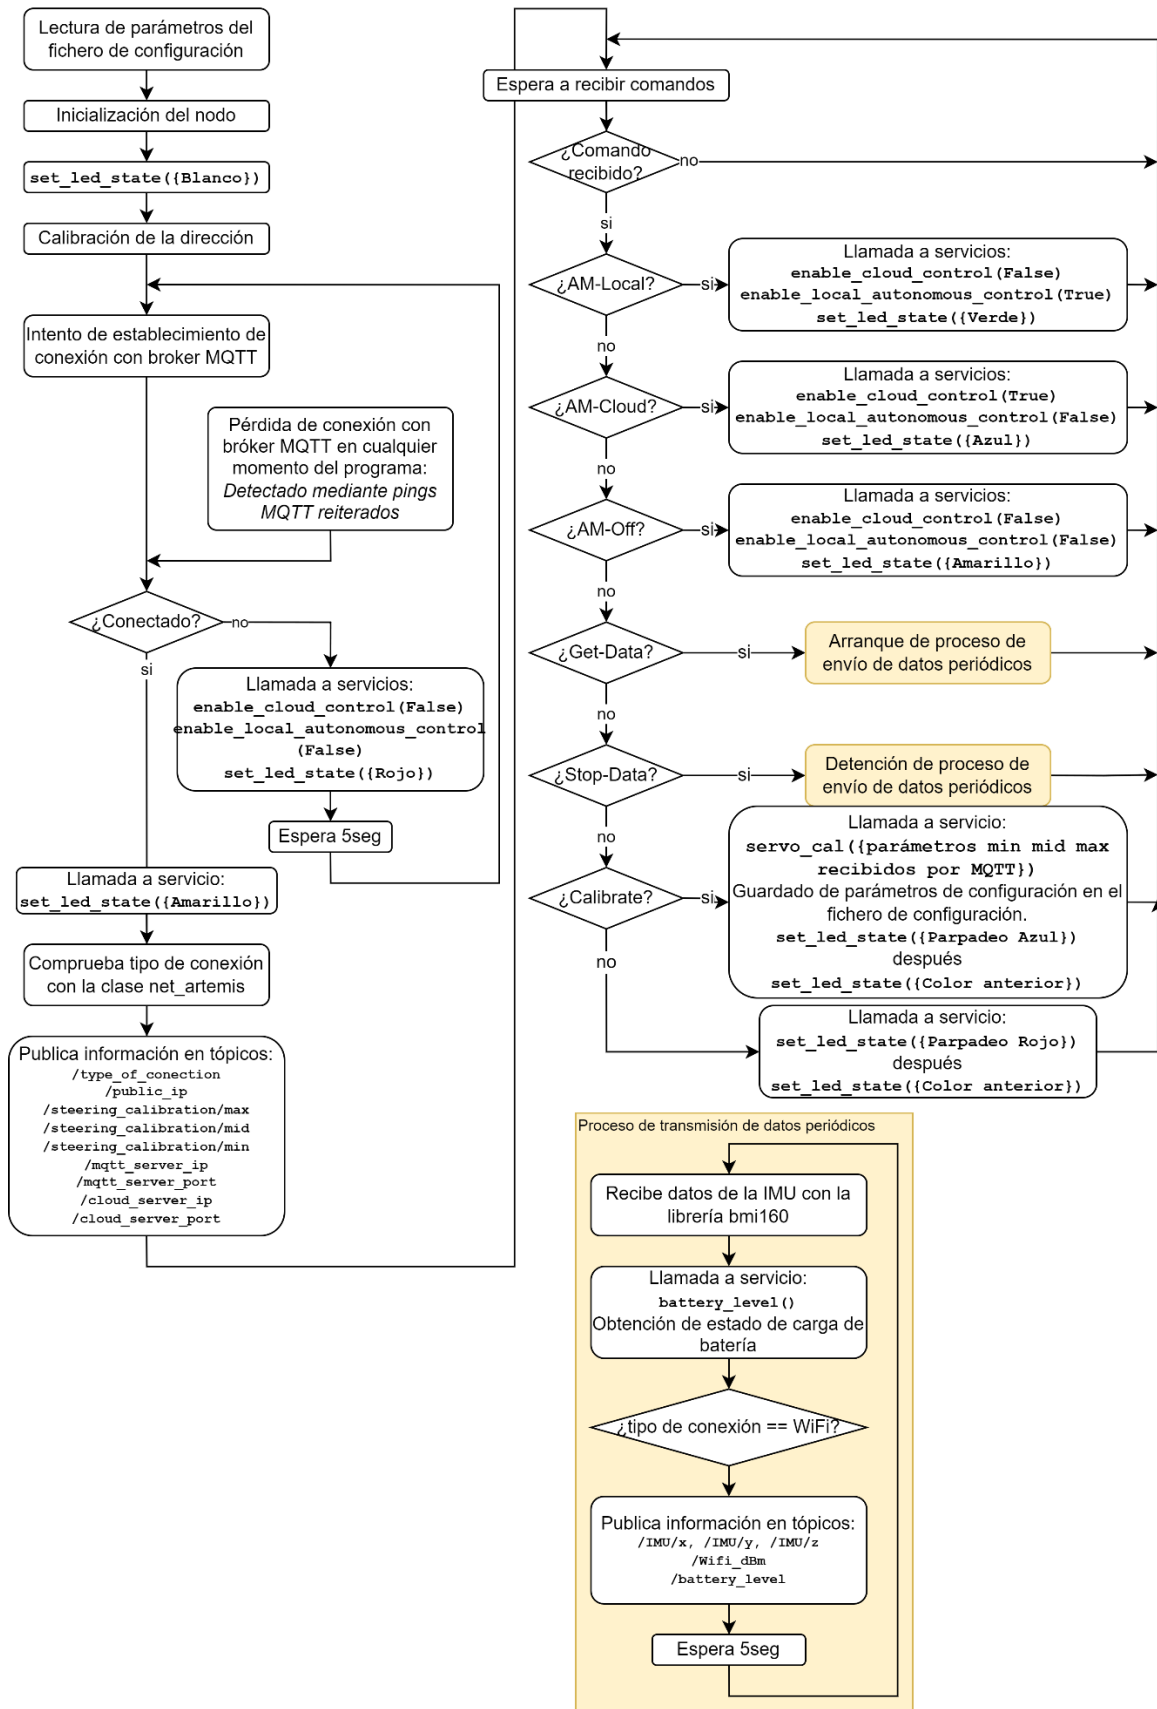 Lectura de parámetros del
fichero de configuración
Inicialización del nodo
set_led_state({Blanco})
Calibración de la dirección
Intento de establecimiento de
conexión con broker MQTT
Pérdida de conexión con
bróker MQTT en cualquier
momento del programa:
Detectado mediante pings
MQTT reiterados
¿Conectado?
no
si
Llamada a servicios:
enable_cloud_control(False)
enable_local_autonomous_control
(False)
set_led_state({Rojo})
Espera 5seg
Llamada a servicio:
set_led_state({Amarillo})
Comprueba tipo de conexión
con la clase net_artemis
Publica información en tópicos:
/type_of_conection
/public_ip
/steering_calibration/max
/steering_calibration/mid
/steering_calibration/min
/mqtt_server_ip
/mqtt_server_port
/cloud_server_ip
/cloud_server_port
Espera a recibir comandos
¿Comando
recibido?
no
si
¿AM-Local?
si
Llamada a servicios:
enable_cloud_control(False)
enable_local_autonomous_control(True)
set_led_state({Verde})
no
¿AM-Cloud?
si
Llamada a servicios:
enable_cloud_control(True)
enable_local_autonomous_control(False)
set_led_state({Azul})
no
¿AM-Off?
si
Llamada a servicios:
enable_cloud_control(False)
enable_local_autonomous_control(False)
set_led_state({Amarillo})
no
¿Get-Data?
si
Arranque de proceso de
envío de datos periódicos
no
¿Stop-Data?
si
Detención de proceso de
envío de datos periódicos
no
¿Calibrate?
si
Llamada a servicio:
servo_cal({parámetros min mid max
recibidos por MQTT})
Guardado de parámetros de configuración en el
fichero de configuración.
set_led_state({Parpadeo Azul})
después
set_led_state({Color anterior})
no
Llamada a servicio:
set_led_state({Parpadeo Rojo})
después
set_led_state({Color anterior})
Proceso de transmisión de datos periódicos
Recibe datos de la IMU con la
librería bmi160
Llamada a servicio:
battery_level()
Obtención de estado de carga de
batería
¿tipo de conexión == WiFi?
Publica información en tópicos:
/IMU/x, /IMU/y, /IMU/z
/Wifi_dBm
/battery_level
Espera 5seg